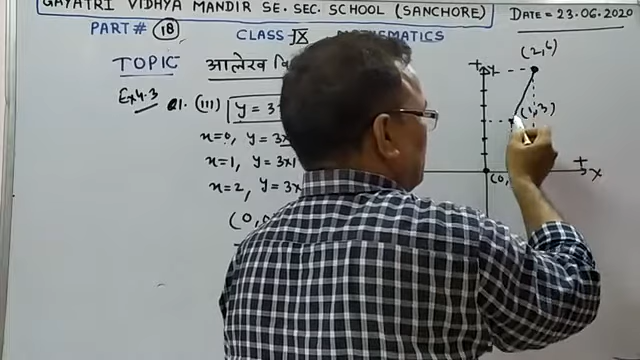 GAYATRI VIDHYA MANDIR SE. SEC. SCHOOL (SANCHORE)
DATE = 23.06.2020
PART # 18
CLASS IX MATHEMATICS
TOPIC आलेख
Ex 4.3 Q1. (III) y = 3
x=0, y = 3x
x=1, y = 3x1
x=2, y = 3x
(0,0
+y
(2,6)
(1,3)
(0,
+
x